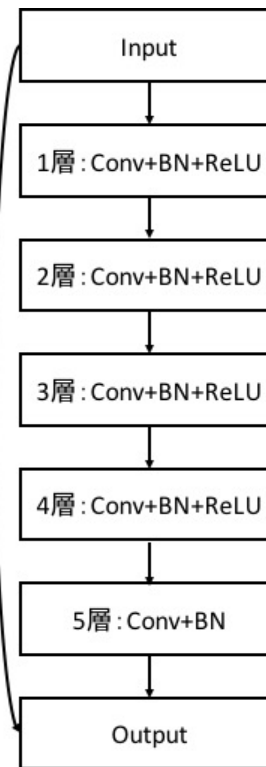 Input
1層:Conv+BN+ReLU
2層:Conv+BN+ReLU
3層:Conv+BN+ReLU
4層:Conv+BN+ReLU
5層:Conv+BN
Output